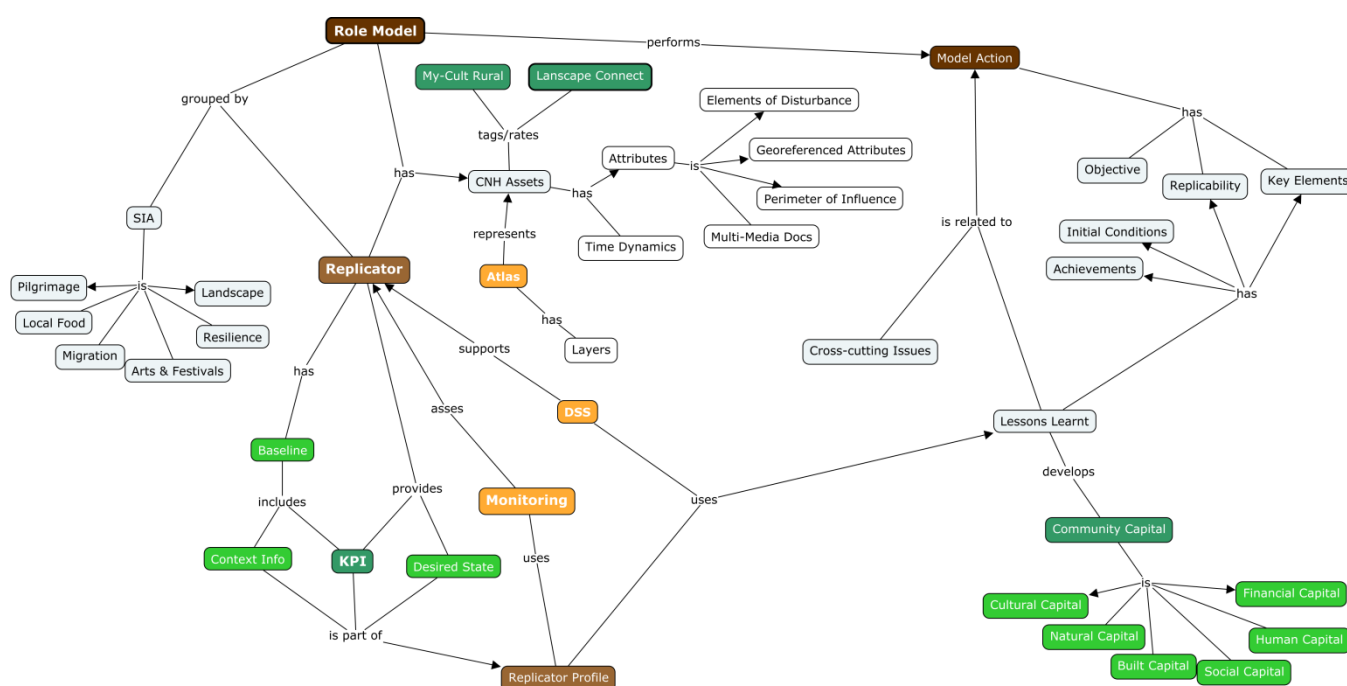 Role Model
performs
Model Action
My-Cult Rural
Lanscape Connect
grouped by
Elements of Disturbance
has
tags/rates
Attributes
is
Georeferenced Attributes
Objective
Replicability
Key Elements
has
CNH Assets
has
Perimeter of Influence
SIA
represents
Time Dynamics
Multi-Media Docs
is related to
Initial Conditions
Replicator
Atlas
Achievements
Pilgrimage
is
Landscape
has
Local Food
Resilience
has
Migration
Arts & Festivals
supports
Layers
Cross-cutting Issues
has
asses
DSS
Lessons Learnt
Baseline
develops
includes
provides
Monitoring
uses
Community Capital
Context Info
KPI
Desired State
uses
is
Financial Capital
Cultural Capital
is part of
Natural Capital
Human Capital
Replicator Profile
Built Capital
Social Capital